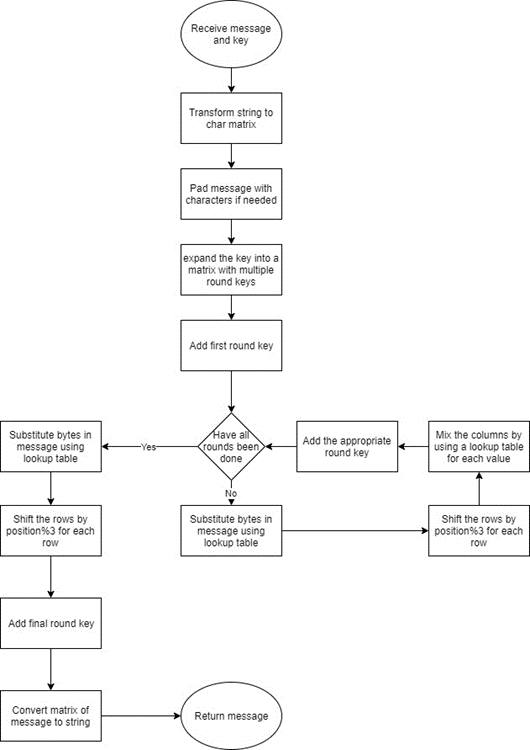 Receive message
and key
Transform string to
char matrix
Pad message with
characters if needed
expand the key into a
matrix with multiple
round keys
Add first round key
Have all
rounds been
done
Yes
No
Substitute bytes in
message using
lookup table
Shift the rows by
position%3 for each
row
Mix the columns by
using a lookup table
for each value
Add the appropriate
round key
Substitute bytes in
message using
lookup table
Shift the rows by
position%3 for each
row
Add final round key
Convert matrix of
message to string
Return message